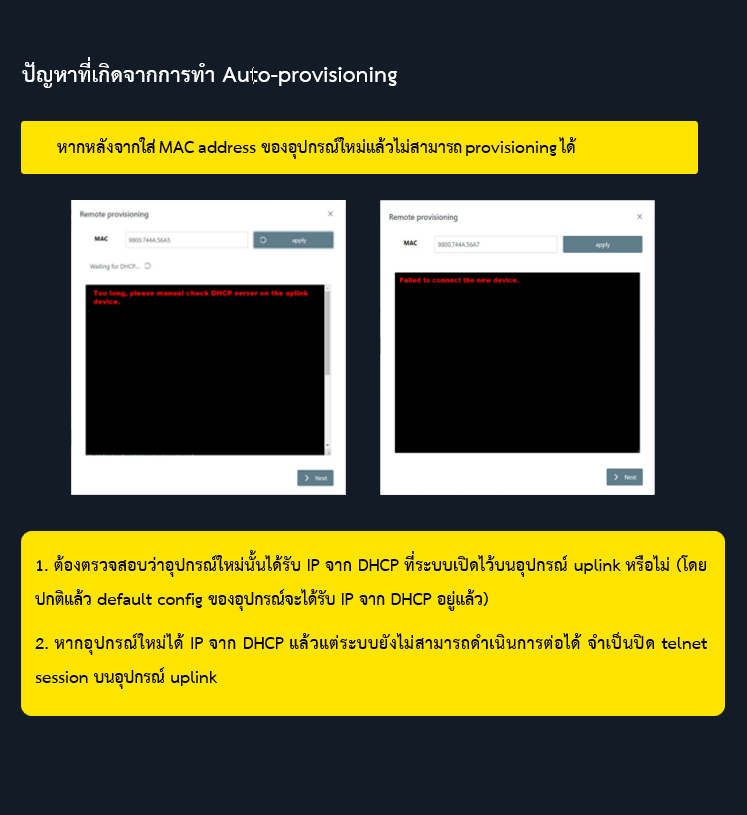 ปัญหาที่เกิดจากการทำ Auto-provisioning
หากหลังจากใส่ MAC address ของอุปกรณ์ใหม่แล้วไม่สามารถ provisioning ได้
Remote provisioning
MAC 9800.744A.56A5 apply
Waiting for DHCP...
Too long, please manual check DHCP server on the uplink
device.
Next
Remote provisioning
MAC 9800.744A.56A7 apply
Failed to connect the new device.
Next
1. ต้องตรวจสอบว่าอุปกรณ์ใหม่นั้นได้รับ IP จาก DHCP ที่ระบบเปิดไว้บนอุปกรณ์ uplink หรือไม่ (โดย
ปกติแล้ว default config ของอุปกรณ์จะได้รับ IP จาก DHCP อยู่แล้ว)
2. หากอุปกรณ์ใหม่ได้ IP จาก DHCP แล้วแต่ระบบยังไม่สามารถดำเนินการต่อได้ จำเป็นปิด telnet
session บนอุปกรณ์ uplink